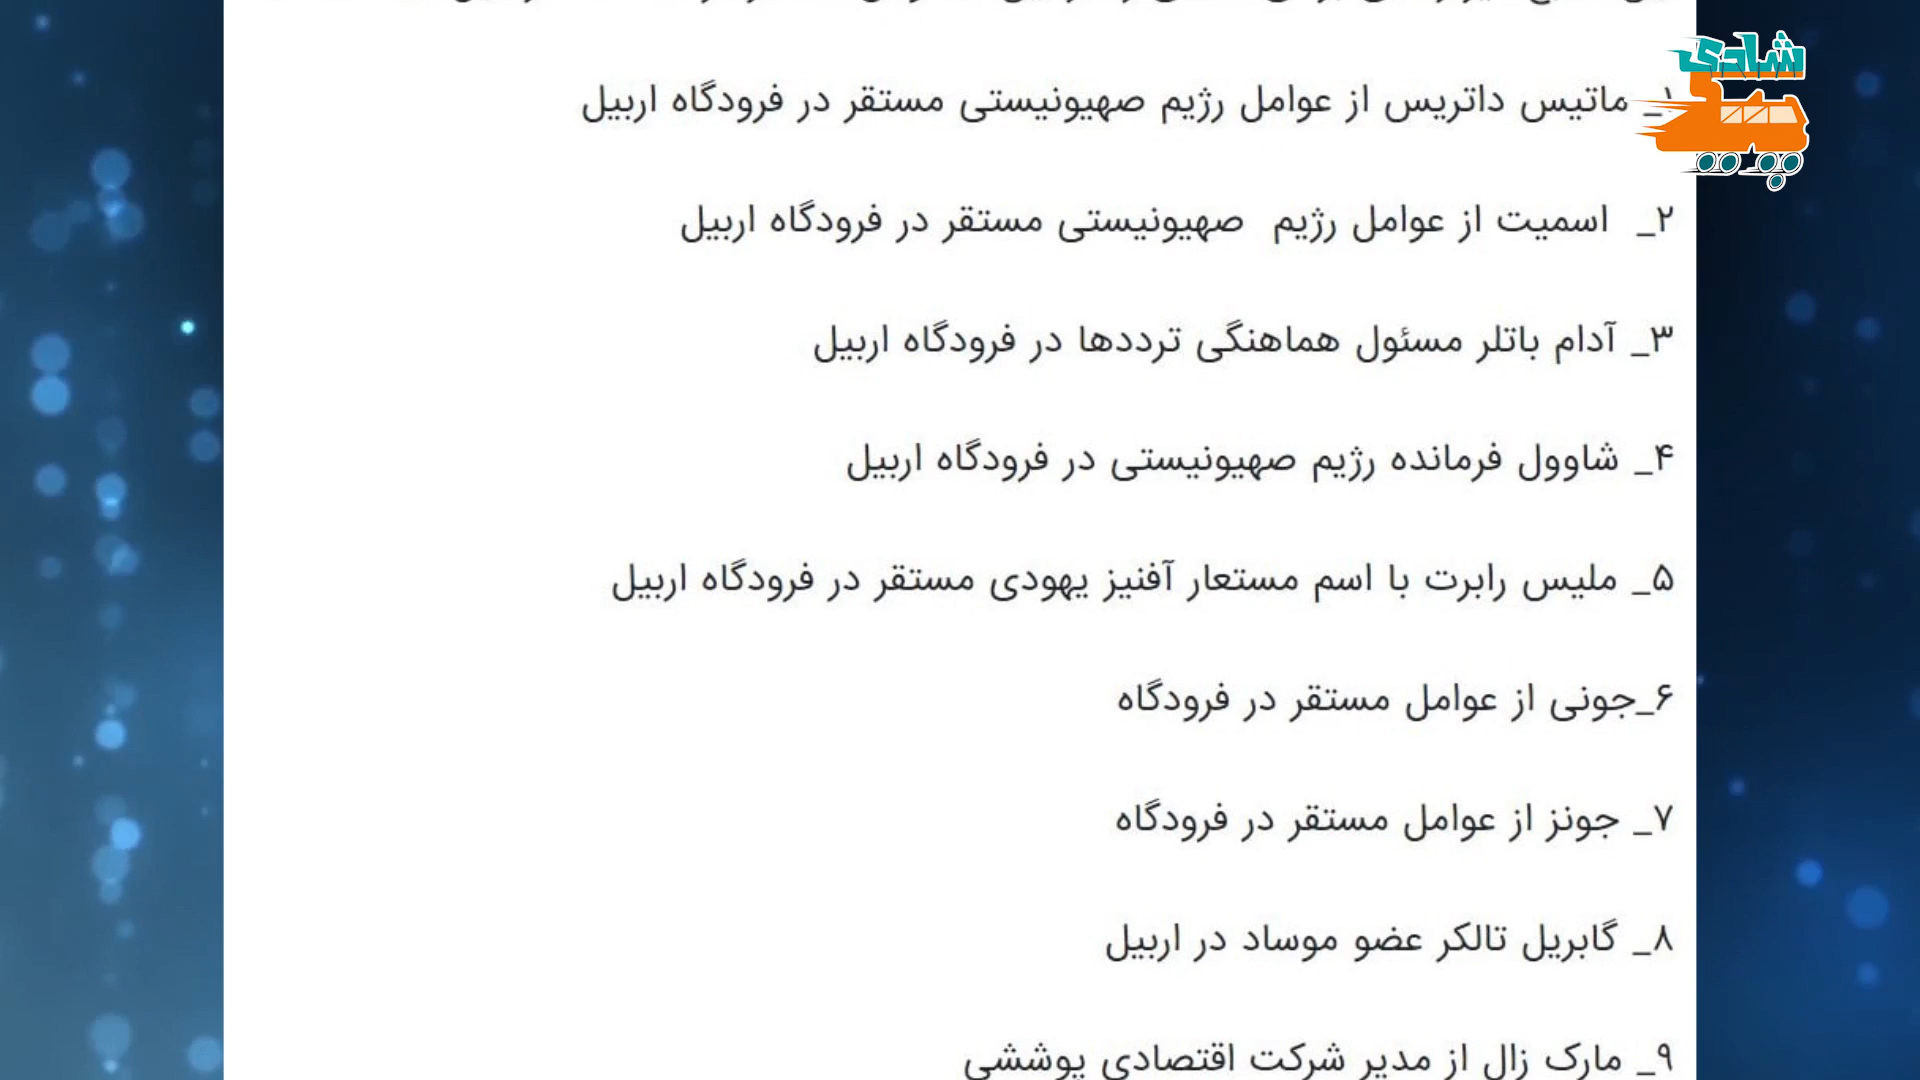 شادی
۱_ ماتیس داتریس از عوامل رژیم صهیونیستی مستقر در فرودگاه اربیل
۲_ اسمیت از عوامل رژیم صهیونیستی مستقر در فرودگاه اربیل
۳_ آدام باتلر مسئول هماهنگی ترددها در فرودگاه اربیل
۴_ شاوول فرمانده رژیم صهیونیستی در فرودگاه اربیل
۵_ ملیس رابرت با اسم مستعار آفنیز یهودی مستقر در فرودگاه اربیل
۶_جونی از عوامل مستقر در فرودگاه
۷_ جونز از عوامل مستقر در فرودگاه
۸_ گابریل تالکر عضو موساد در اربیل
۹_ مارک زال از مدیر شرکت اقتصادی پوششی